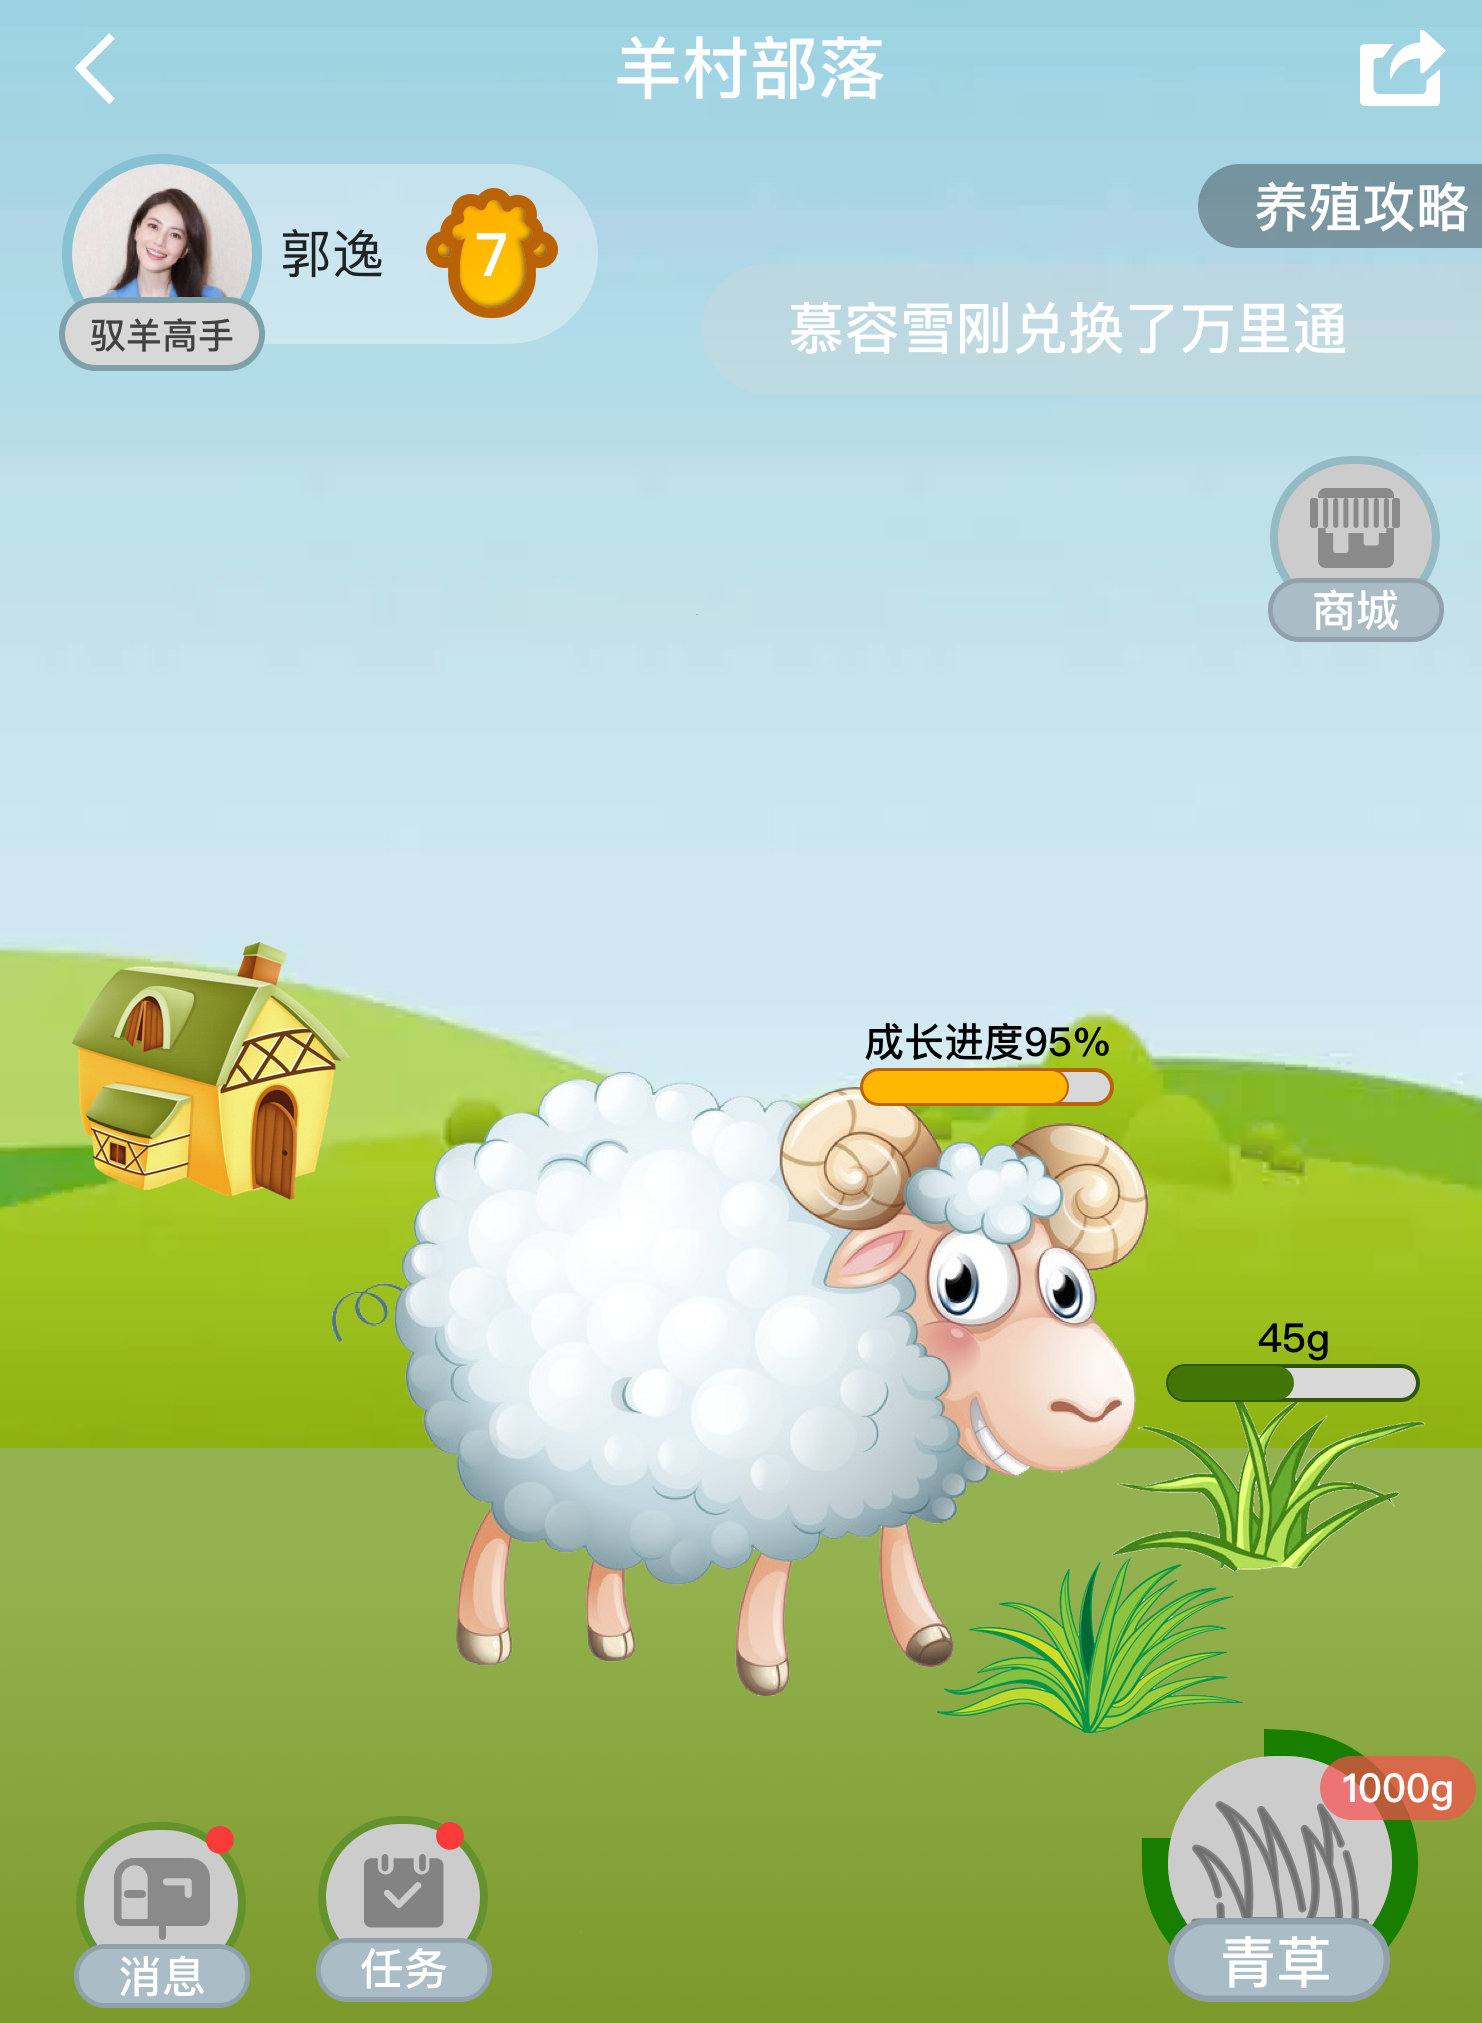 羊村部落
养殖攻略
郭逸
7
驭羊高手
慕容雪刚兑换了万里通
商城
成长进度95%
45g
1000g
消息
任务
青草